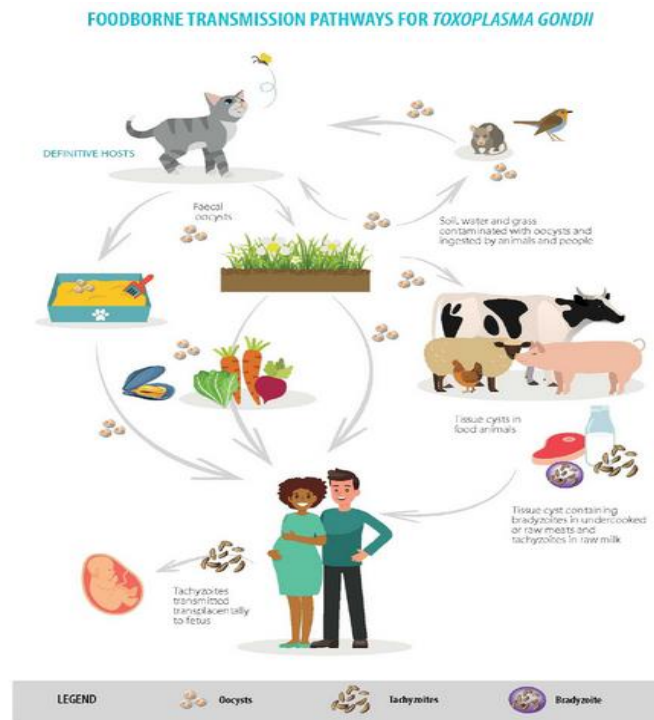 FOODBORNE TRANSMISSION PATHWAYS FOR TOXOPLASMA GONDII
DEFINITIVE HOSTS
Faecal
oocysts
Soil, water and grass
contaminated with oocysts and
ingested by animals and people
Tissue cysts in
food animals
Tissue cyst containing
bradyzoites in undercooked
or raw meats and
tachyzoites in raw milk
Tachyzoites
transmitted
transplacentally
to fetus
LEGEND
Oocysts
Tachyzoites
Bradyzoite